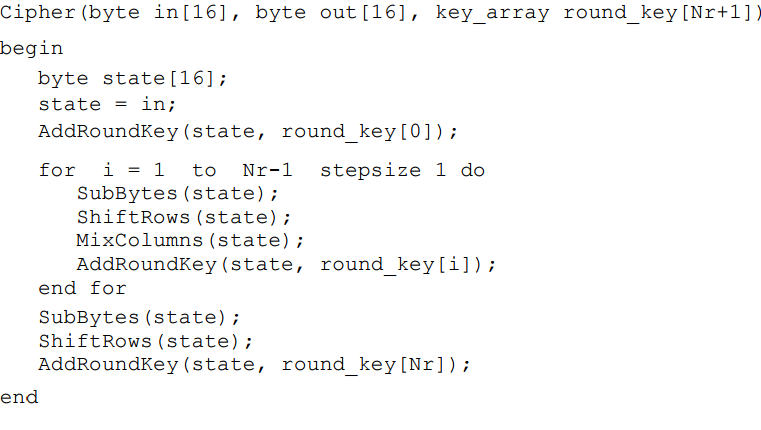 Cipher(byte in[16], byte out[16], key_array round_key[Nr+1])
begin
byte state[16];
state = in;
AddRoundKey(state, round_key[0]);
for i = 1 to Nr-1 stepsize 1 do
SubBytes(state);
ShiftRows(state);
MixColumns(state);
AddRoundKey(state, round_key[i]);
end for
SubBytes(state);
ShiftRows(state);
AddRoundKey(state, round_key[Nr]);
end